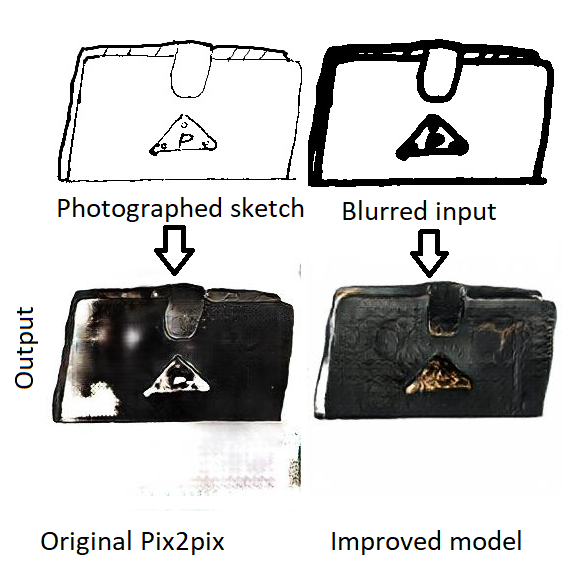 P
Photographed sketch
Blurred input
Output
Original Pix2pix
Improved model